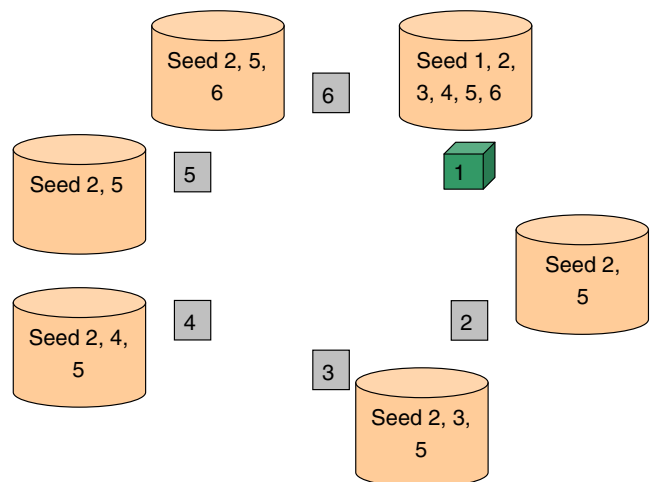 Seed 2, 5,
6
6
Seed 1, 2,
3, 4, 5, 6
1
Seed 2, 5
5
Seed 2,
5
2
Seed 2, 4,
5
4
3
Seed 2, 3,
5